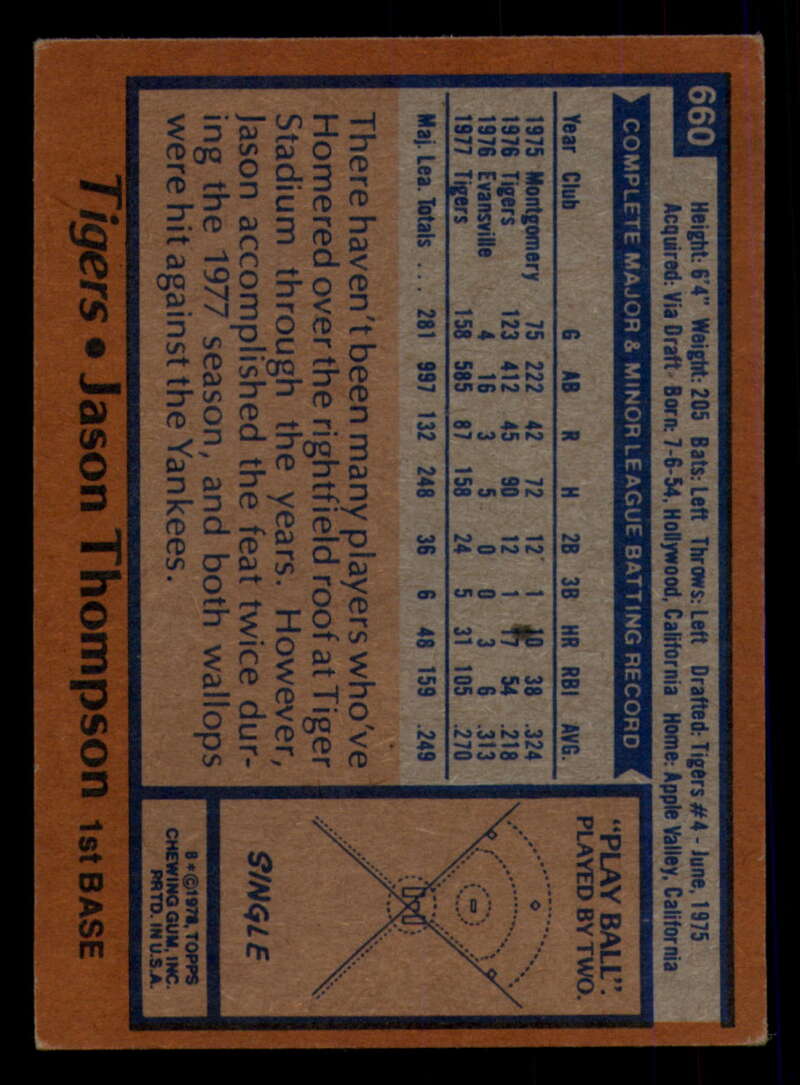 660
Height: 6'4" Weight: 205 Bats: Left Throws: Left Drafted: Tigers #4 - June, 1975
Acquired: Via Draft Born: 7-6-54, Hollywood, California Home: Apple Valley, California
COMPLETE MAJOR & MINOR LEAGUE BATTING RECORD
Year Club G AB R H 2B 3B HR RBI AVG.
1975 Montgomery 75 222 42 72 12 1 10 38 .324
1976 Tigers 123 412 45 90 12 1 17 54 .218
1976 Evansville 4 16 3 5 0 0 3 6 .313
1977 Tigers 158 585 87 158 24 5 31 105 .270
Maj. Lea. Totals .... 281 997 132 248 36 6 48 159 .249
There haven't been many players who've
Homered over the rightfield roof at Tiger
Stadium through the years. However,
Jason accomplished the feat twice dur-
ing the 1977 season, and both wallops
were hit against the Yankees.
"PLAY BALL".
PLAYED BY TWO.
SINGLE
B*©1978, TOPPS
CHEWING GUM, INC.
PRTD. IN U.S.A.
Tigers • Jason Thompson 1st BASE